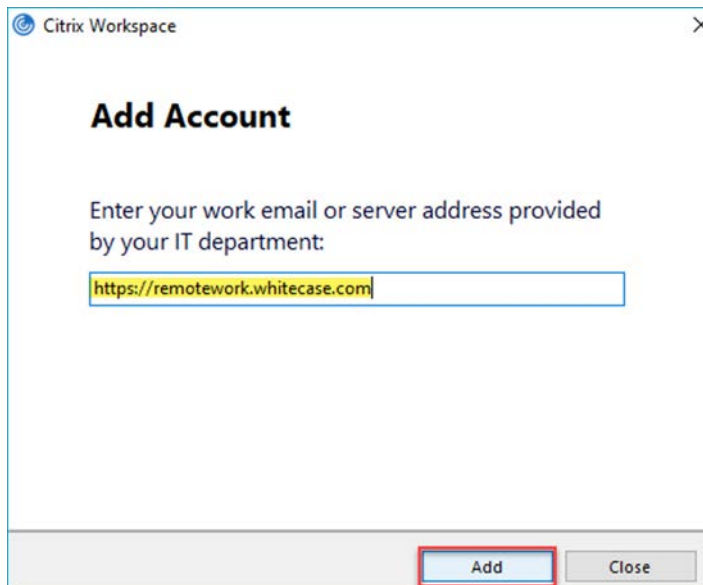 Citrix Workspace
Add Account
Enter your work email or server address provided
by your IT department:
https://remotework.whitecase.com
Add
Close